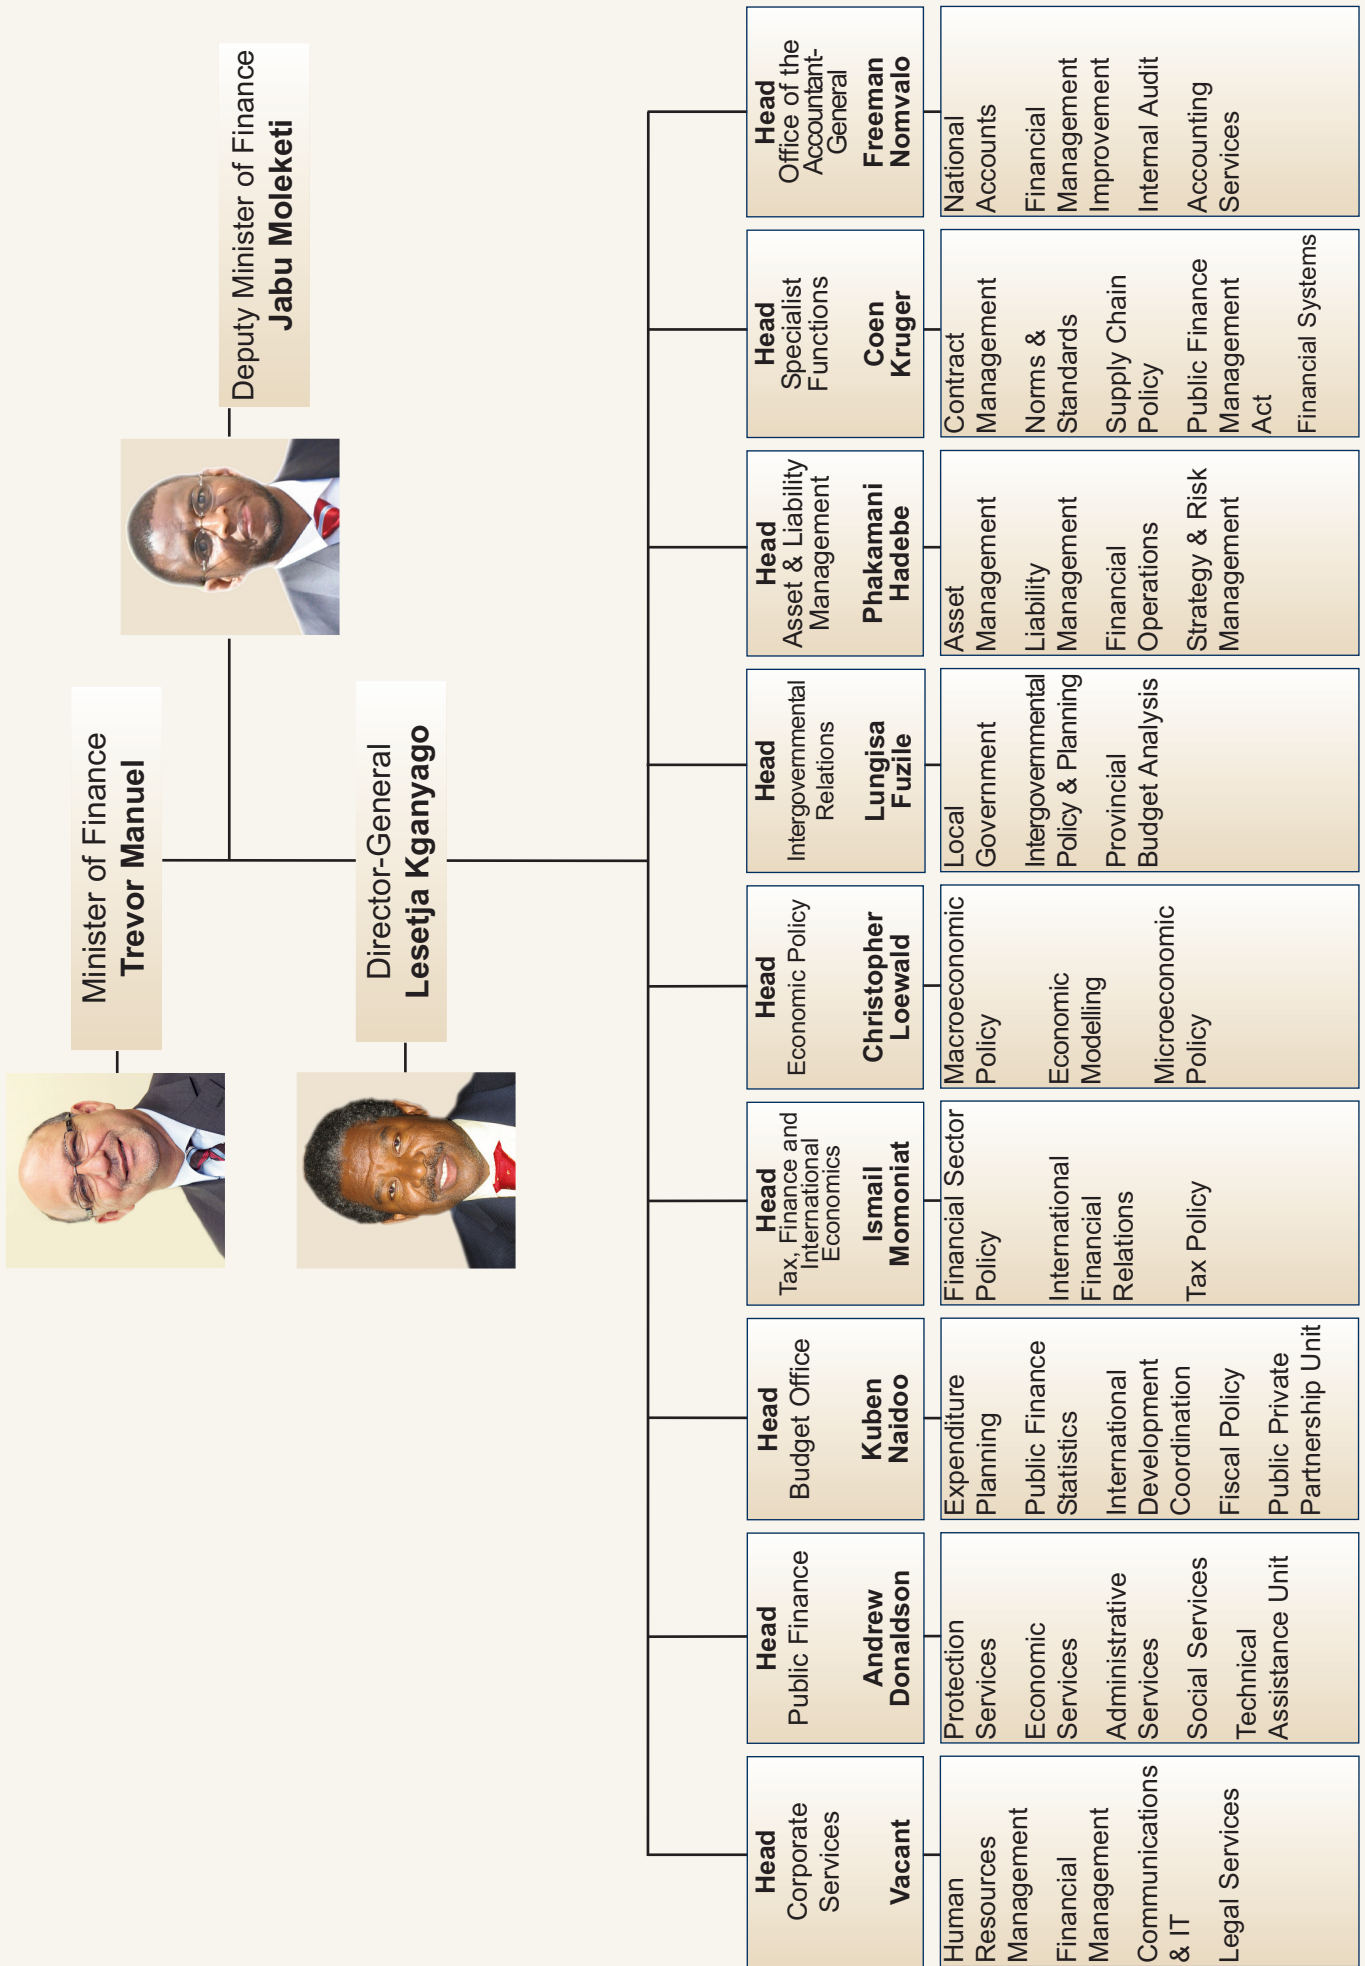 Minister of Finance
Trevor Manuel
Deputy Minister of Finance
Jabu Moleketi
Director-General
Lesetja Kganyago
Head
Corporate
Services
Vacant
Human
Resources
Management
Financial
Management
Communications
& IT
Legal Services
Head
Public Finance
Andrew
Donaldson
Protection
Services
Economic
Services
Administrative
Services
Social Services
Technical
Assistance Unit
Head
Budget Office
Kuben
Naidoo
Expenditure
Planning
Public Finance
Statistics
International
Development
Coordination
Fiscal Policy
Public Private
Partnership Unit
Head
Tax, Finance and
International
Economics
Ismail
Momoniat
Financial Sector
Policy
International
Financial
Relations
Tax Policy
Head
Economic Policy
Christopher
Loewald
Macroeconomic
Policy
Economic
Modelling
Microeconomic
Policy
Head
Intergovernmental
Relations
Lungisa
Fuzile
Local
Government
Intergovernmental
Policy & Planning
Provincial
Budget Analysis
Head
Asset & Liability
Management
Phakamani
Hadebe
Asset
Management
Liability
Management
Financial
Operations
Strategy & Risk
Management
Head
Specialist
Functions
Coen
Kruger
Contract
Management
Norms &
Standards
Supply Chain
Policy
Public Finance
Management
Act
Financial Systems
Head
Office of the
Accountant-
General
Freeman
Nomvalo
National
Accounts
Financial
Management
Improvement
Internal Audit
Accounting
Services